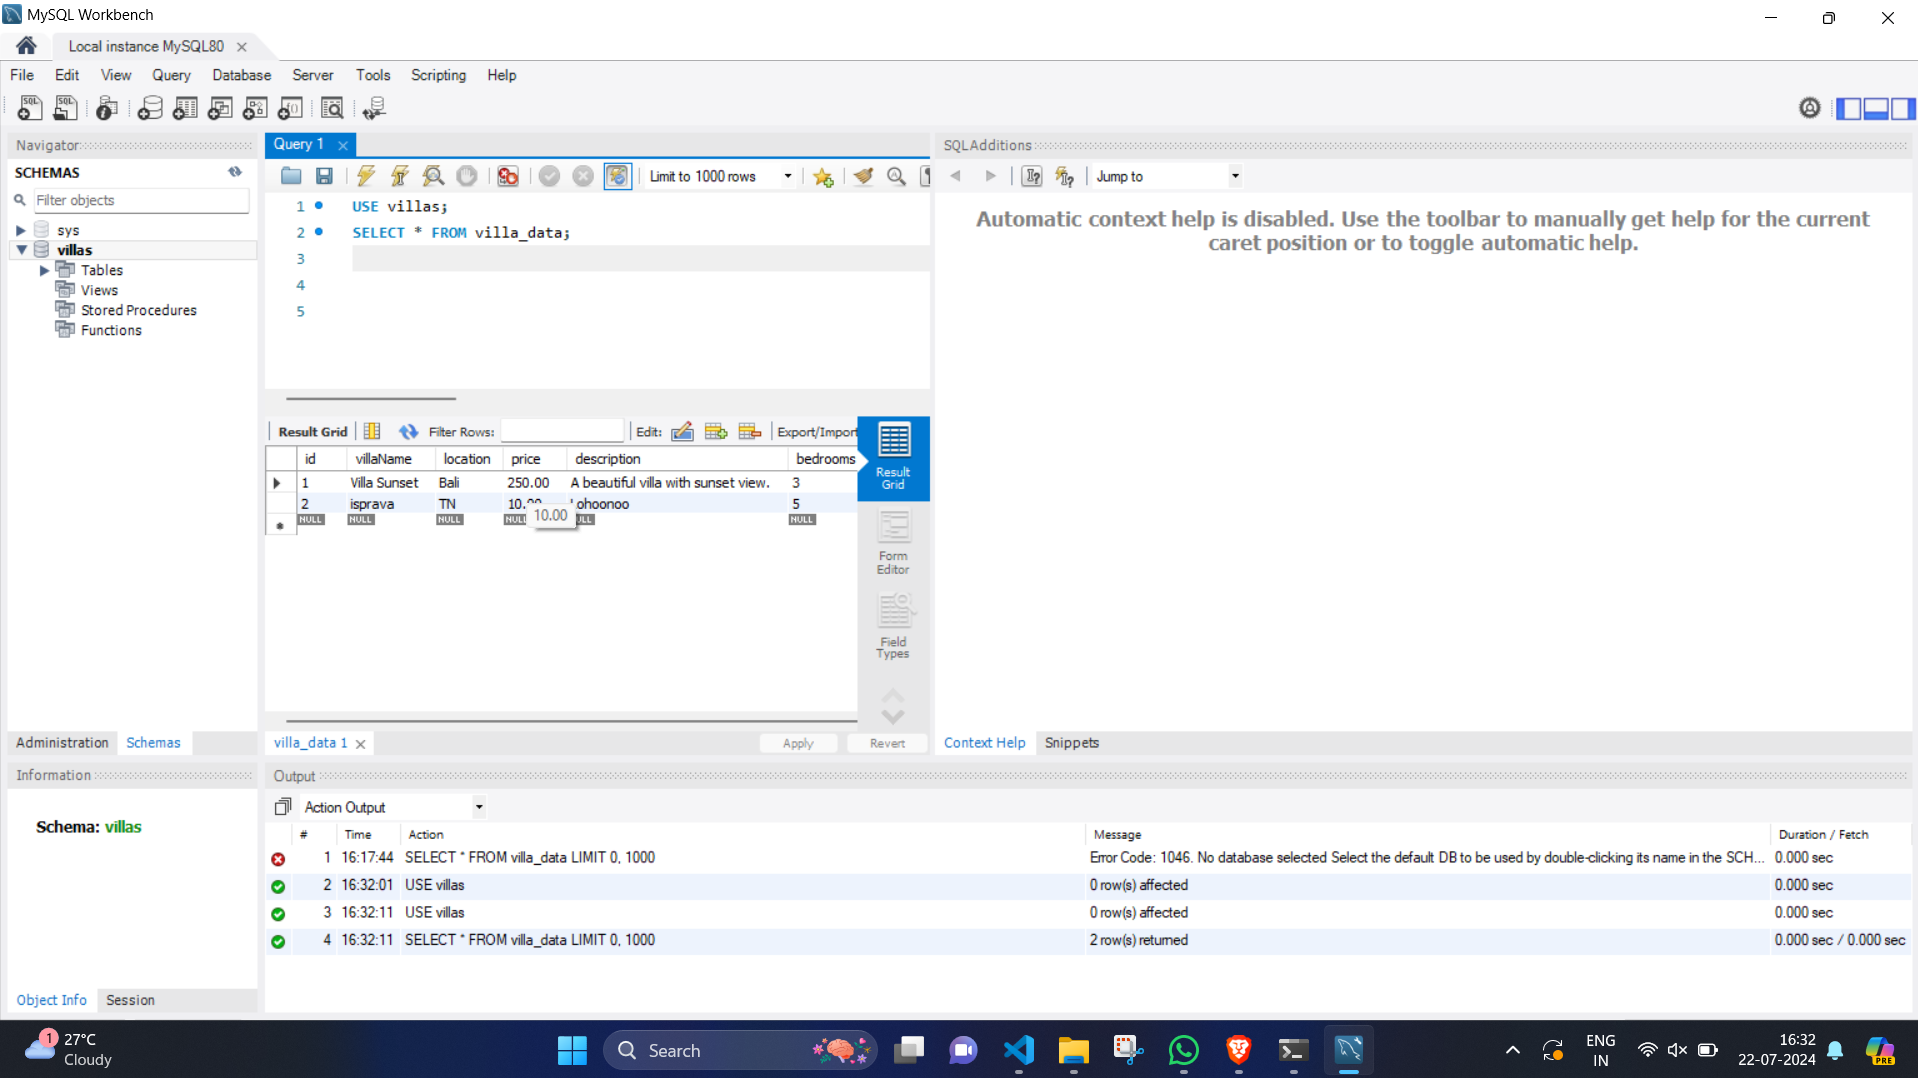 MySQL Workbench
Local instance MySQL80
File Edit View Query Database Server Tools Scripting Help
Navigator
SCHEMAS
Filter objects
sys
villas
Tables
Views
Stored Procedures
Functions
Administration Schemas
Information
Schema: villas
Object Info Session
Query 1
Limit to 1000 rows
1 USE villas;
2 SELECT * FROM villa_data;
3
4
5
Result Grid Filter Rows: Edit: Export/Import
id villaName location price description bedrooms
1 Villa Sunset Bali 250.00 A beautiful villa with sunset view. 3
2 isprava TN 10.00 ohoonoo 5
NULL NULL NULL NULL NULL NULL
10.00
Result Grid
Form Editor
Field Types
villa_data 1 Apply Revert
SQLAdditions
Jump to
Automatic context help is disabled. Use the toolbar to manually get help for the current
caret position or to toggle automatic help.
Context Help Snippets
Output
Action Output
# Time Action Message Duration / Fetch
1 16:17:44 SELECT * FROM villa_data LIMIT 0, 1000 Error Code: 1046. No database selected Select the default DB to be used by double-clicking its name in the SCH... 0.000 sec
2 16:32:01 USE villas 0 row(s) affected 0.000 sec
3 16:32:11 USE villas 0 row(s) affected 0.000 sec
4 16:32:11 SELECT * FROM villa_data LIMIT 0, 1000 2 row(s) returned 0.000 sec / 0.000 sec
1
27°C
Cloudy
Search
ENG
IN
16:32
22-07-2024
PRE